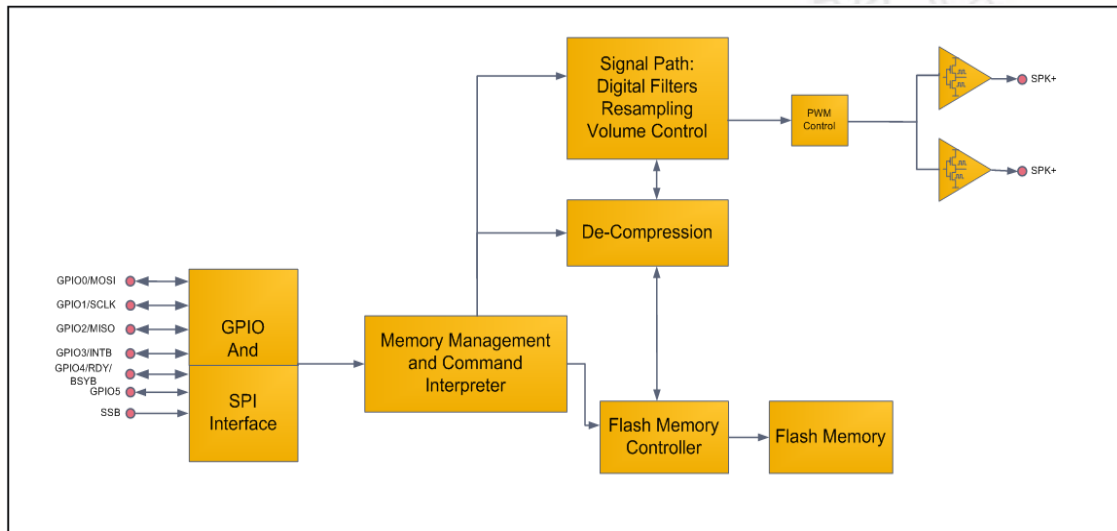 Signal Path:
Digital Filters
Resampling
Volume Control
PWM
Control
SPK+
SPK+
De-Compression
GPIO0/MOSI
GPIO1/SCLK
GPIO2/MISO
GPIO3/INTB
GPIO4/RDY/
BSYB
GPIO5
SSB
GPIO
And
SPI
Interface
Memory Management
and Command
Interpreter
Flash Memory
Controller
Flash Memory